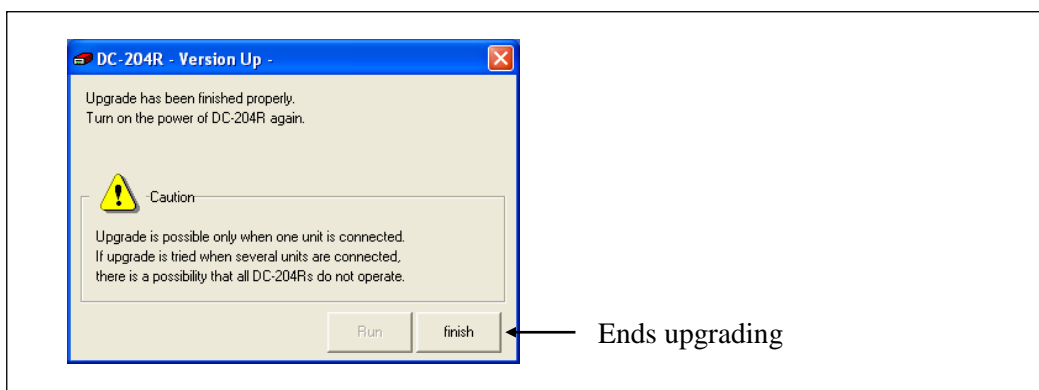 DC-204R - Version Up -
Upgrade has been finished properly.
Turn on the power of DC-204R again.
Caution
Upgrade is possible only when one unit is connected.
If upgrade is tried when several units are connected,
there is a possibility that all DC-204Rs do not operate.
Run finish Ends upgrading